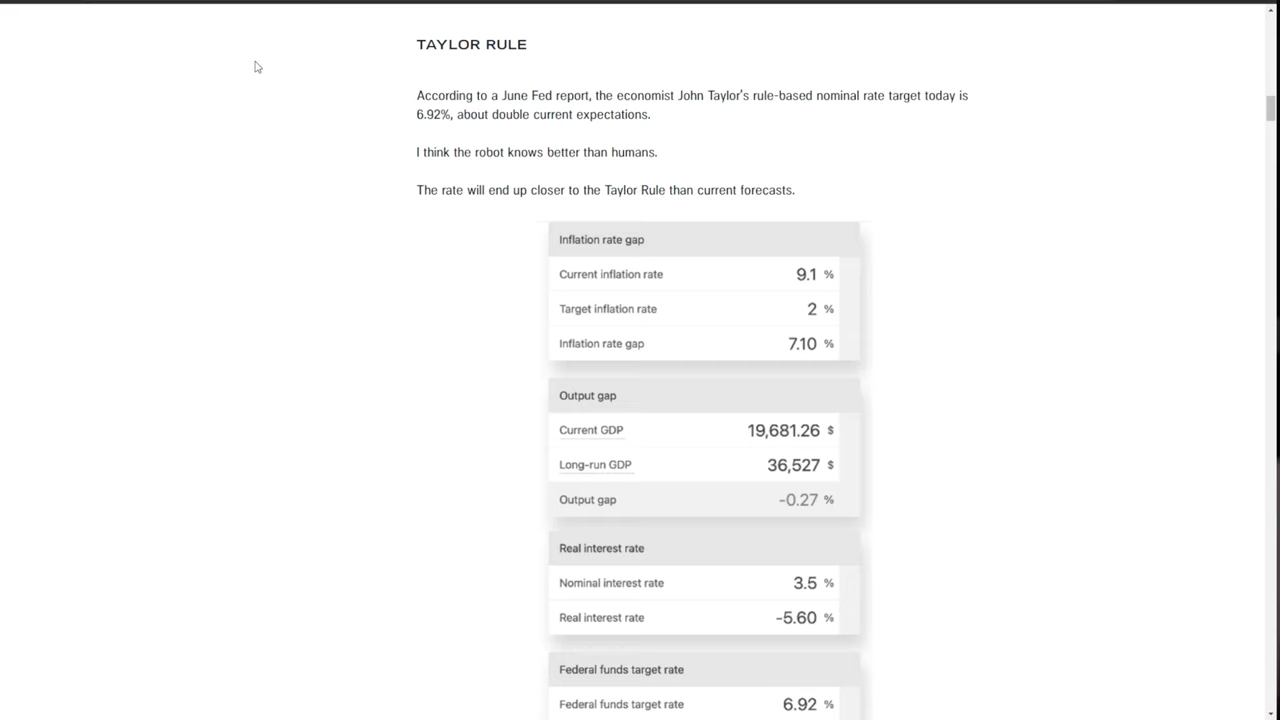 TAYLOR RULE
According to a June Fed report, the economist John Taylor's rule-based nominal rate target today is
6.92%, about double current expectations.
I think the robot knows better than humans.
The rate will end up closer to the Taylor Rule than current forecasts.
Inflation rate gap
Current inflation rate 9.1 %
Target inflation rate 2 %
Inflation rate gap 7.10 %
Output gap
Current GDP 19,681.26 $
Long-run GDP 36,527 $
Output gap -0.27 %
Real interest rate
Nominal interest rate 3.5 %
Real interest rate -5.60 %
Federal funds target rate
Federal funds target rate 6.92 %